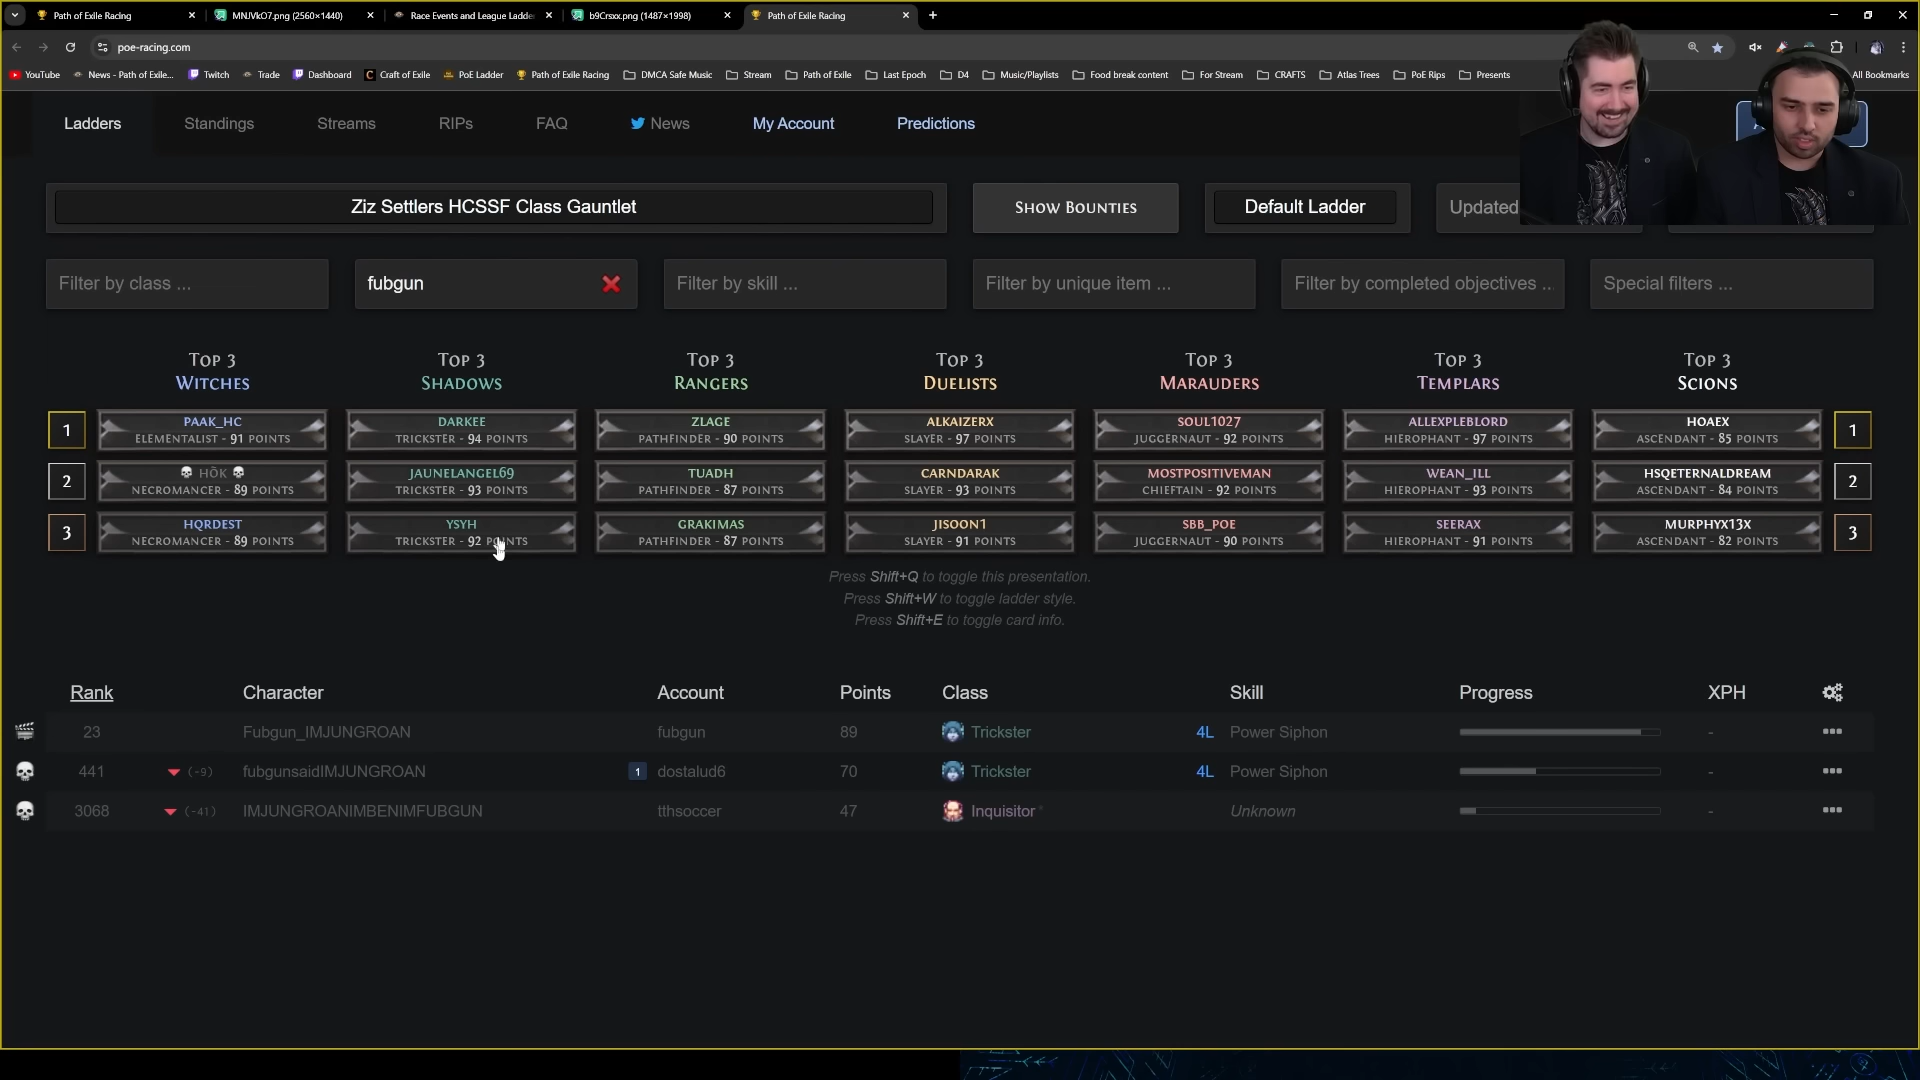 Path of Exile Racing
MNJVkO7.png (2560×1440)
Race Events and League Ladde
b9Crsxx.png (1487×1998)
Path of Exile Racing
poe-racing.com
YouTube
News - Path of Exile...
Twitch
Trade
Dashboard
Craft of Exile
PoE Ladder
Path of Exile Racing
DMCA Safe Music
Stream
Path of Exile
Last Epoch
D4
Music/Playlists
Food break content
For Stream
CRAFTS
Atlas Trees
PoE Rips
Presents
All Bookmarks
Ladders
Standings
Streams
RIPs
FAQ
News
My Account
Predictions
Ziz Settlers HCSSF Class Gauntlet
Show Bounties
Default Ladder
Updated
Filter by class ...
fubgun
Filter by skill ...
Filter by unique item ...
Filter by completed objectives ...
Special filters ...
Top 3
Witches
Top 3
Shadows
Top 3
Rangers
Top 3
Duelists
Top 3
Marauders
Top 3
Templars
Top 3
Scions
1
PAAK_HC
Elementalist - 91 points
DARKEE
Trickster - 94 points
ZLAGE
Pathfinder - 90 points
ALKAIZERX
Slayer - 97 points
SOUL1027
Juggernaut - 92 points
ALLEXPLEBLORD
Hierophant - 97 points
HOAEX
Ascendant - 85 points
1
2
HŌK
Necromancer - 89 points
JAUNELANGEL69
Trickster - 93 points
TUADH
Pathfinder - 87 points
CARNDARAK
Slayer - 93 points
MOSTPOSITIVEMAN
Chieftain - 92 points
WEAN_ILL
Hierophant - 93 points
HSQETERNALDREAM
Ascendant - 84 points
2
3
HQRDEST
Necromancer - 89 points
YSYH
Trickster - 92 points
GRAKIMAS
Pathfinder - 87 points
JISOON1
Slayer - 91 points
SBB_POE
Juggernaut - 90 points
SEERAX
Hierophant - 91 points
MURPHYX13X
Ascendant - 82 points
3
Press Shift+Q to toggle this presentation.
Press Shift+W to toggle ladder style.
Press Shift+E to toggle card info.
Rank Character Account Points Class Skill Progress XPH
23 Fubgun_IMJUNGROAN fubgun 89 Trickster 4L Power Siphon -
441 (-9) fubgunsaidIMJUNGROAN 1 dostalud6 70 Trickster 4L Power Siphon -
3068 (-41) IMJUNGROANIMBENIMFUBGUN tthsoccer 47 Inquisitor* Unknown -